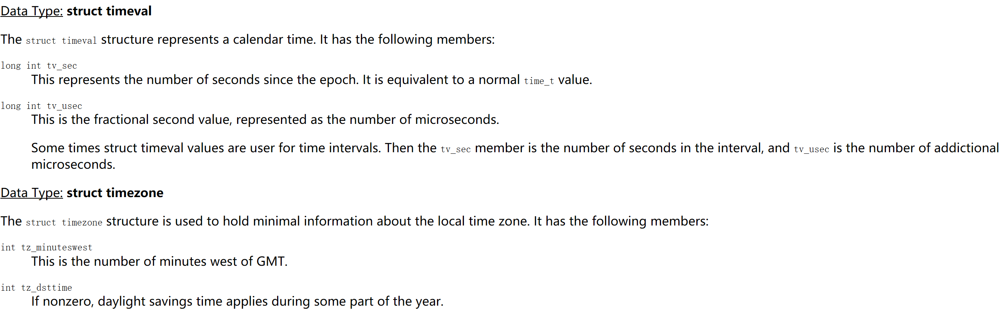 Data Type: struct timeval
The struct timeval structure represents a calendar time. It has the following members:
long int tv_sec
This represents the number of seconds since the epoch. It is equivalent to a normal time_t value.
long int tv_usec
This is the fractional second value, represented as the number of microseconds.
Some times struct timeval values are user for time intervals. Then the tv_sec member is the number of seconds in the interval, and tv_usec is the number of addictional
microseconds.
Data Type: struct timezone
The struct timezone structure is used to hold minimal information about the local time zone. It has the following members:
int tz_minuteswest
This is the number of minutes west of GMT.
int tz_dsttime
If nonzero, daylight savings time applies during some part of the year.